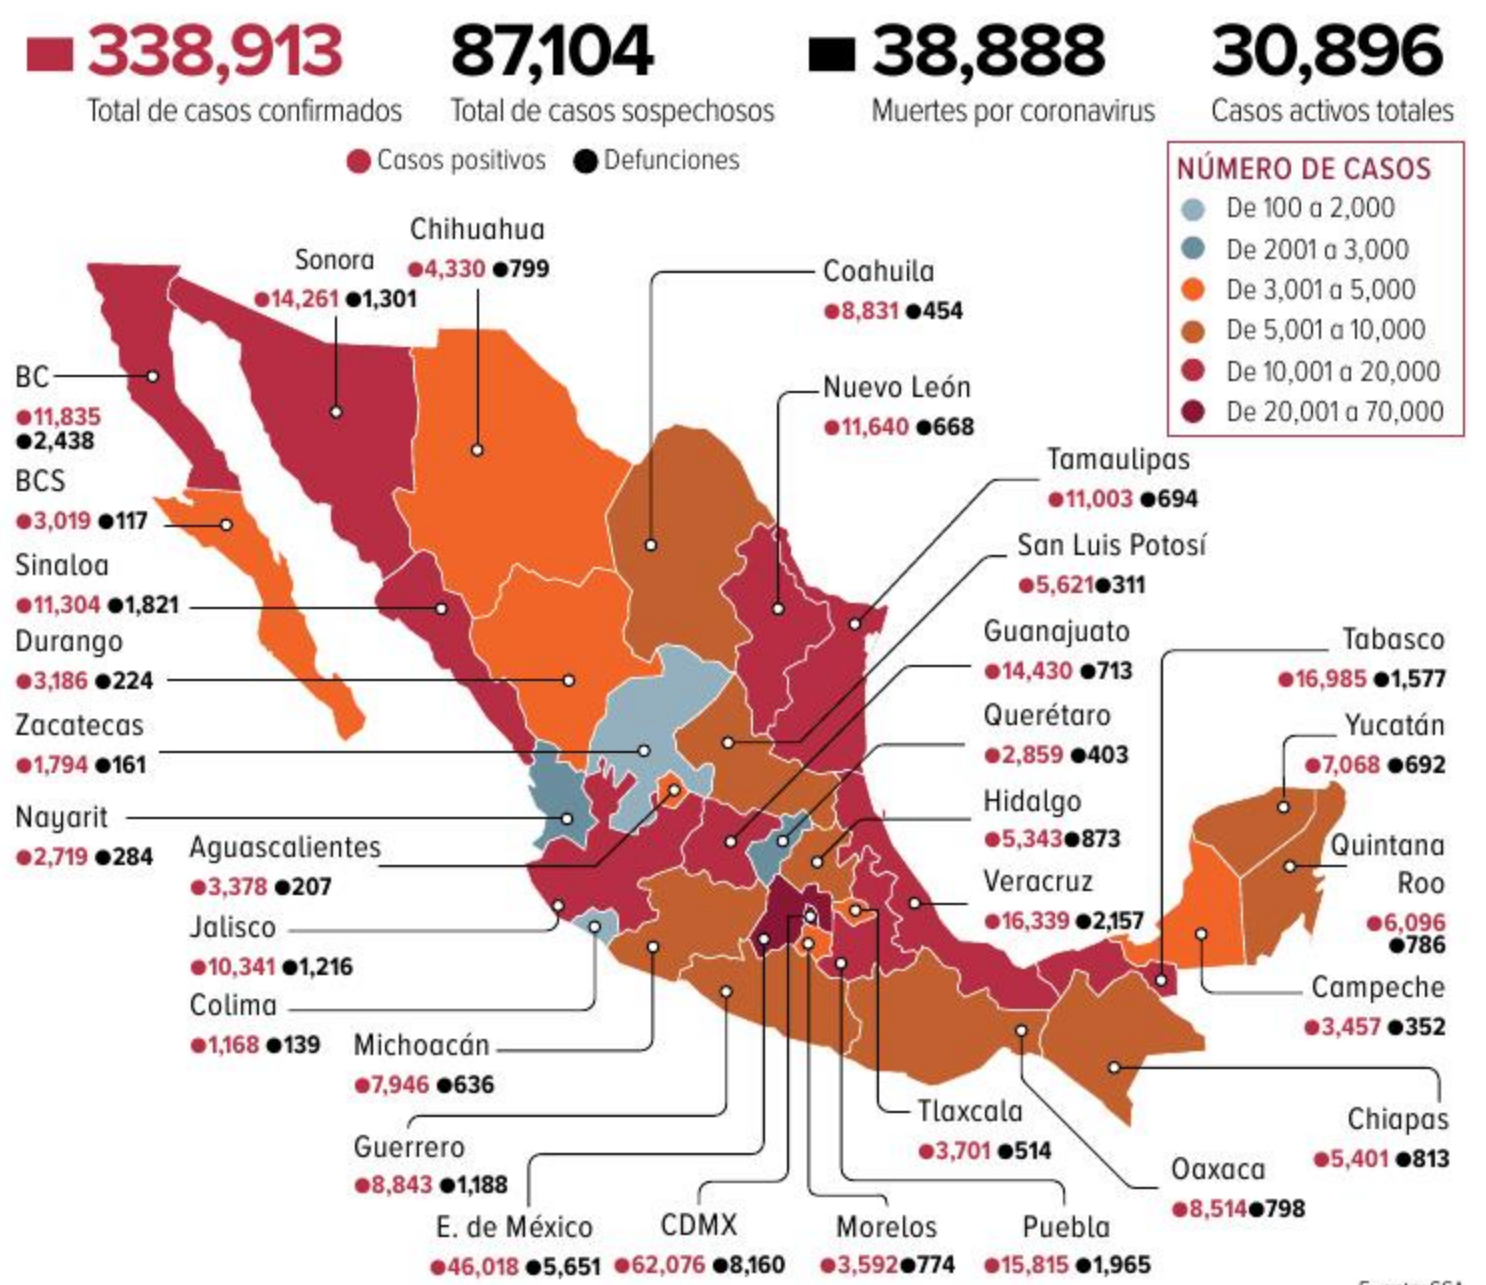 338,913
Total de casos confirmados
87,104
Total de casos sospechosos
38,888
Muertes por coronavirus
30,896
Casos activos totales
Casos positivos
Defunciones
NÚMERO DE CASOS
De 100 a 2,000
De 2001 a 3,000
De 3,001 a 5,000
De 5,001 a 10,000
De 10,001 a 20,000
De 20,001 a 70,000
Chihuahua
4,330 799
Sonora
14,261 1,301
Coahuila
8,831 454
BC
11,835
2,438
Nuevo León
11,640 668
BCS
3,019 117
Tamaulipas
11,003 694
Sinaloa
11,304 1,821
San Luis Potosí
5,621 311
Durango
3,186 224
Guanajuato
14,430 713
Tabasco
16,985 1,577
Zacatecas
1,794 161
Querétaro
2,859 403
Yucatán
7,068 692
Nayarit
2,719 284
Hidalgo
5,343 873
Aguascalientes
3,378 207
Quintana
Roo
6,096
786
Veracruz
16,339 2,157
Jalisco
10,341 1,216
Campeche
3,457 352
Colima
1,168 139
Michoacán
7,946 636
Tlaxcala
3,701 514
Chiapas
5,401 813
Guerrero
8,843 1,188
Oaxaca
8,514 798
E. de México
46,018 5,651
CDMX
62,076 8,160
Morelos
3,592 774
Puebla
15,815 1,965